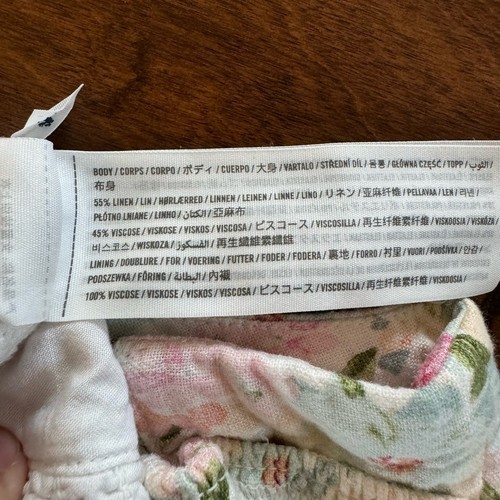 BODY / CORPS / CORPO / ボディ / CUERPO / 大身 / VARTALO / STŘEDNÍ DÍL / 몸통 / GŁÓWNA CZĘŚĆ / TOPP / الثوب /
布身
55% LINEN / LIN / HØRLÆRRED / LINNEN / LEINEN / LINNE / LINO / リネン / 亚麻纤维 / PELLAVAA / LEN / 리넨 /
PŁÓTNO LNIANE / LINNE / الكتان / 亞麻布
45% VISCOSE / VISKOSE / VISKOS / VISCOSA / ビスコース / VISCOSILLA / 再生纤维素纤维 / VISKOOSIA / VISKÓZA /
비스코스 / WISKOZA / الفسكوز / 再生纖維素纖維
LINING / DOUBLURE / FOR / VOERING / FUTTER / FODER / FODERA / 裏地 / FORRO / 衬里 / VUORI / PODŠÍVKA / 안감 /
PODSZEWKA / FÔRING / البطانة / 內襯
100% VISCOSE / VISKOSE / VISKOS / VISCOSA / ビスコース / VISCOSILLA / 再生纤维素纤维 / VISKOOSIA /